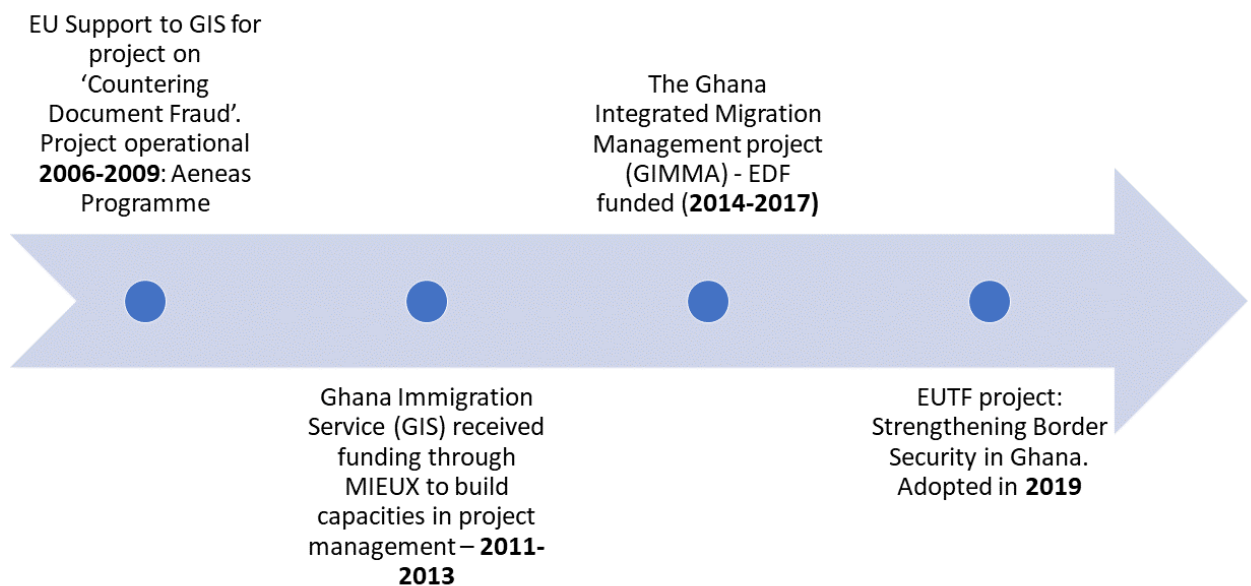 EU Support to GIS for
project on
‘Countering
Document Fraud’.
Project operational
2006-2009: Aeneas
Programme
Ghana Immigration
Service (GIS) received
funding through
MIEUX to build
capacities in project
management – 2011-
2013
The Ghana
Integrated Migration
Management project
(GIMMA) - EDF
funded (2014-2017)
EUTF project:
Strengthening Border
Security in Ghana.
Adopted in 2019